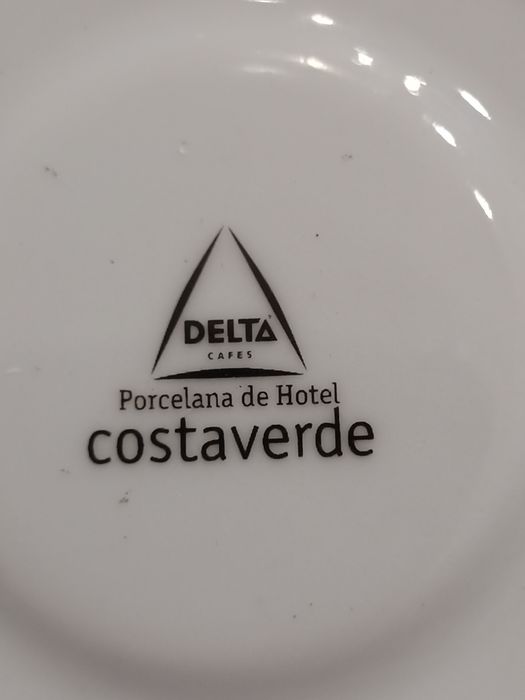 DELTA
CAFES
Porcelana de Hotel
costaverde